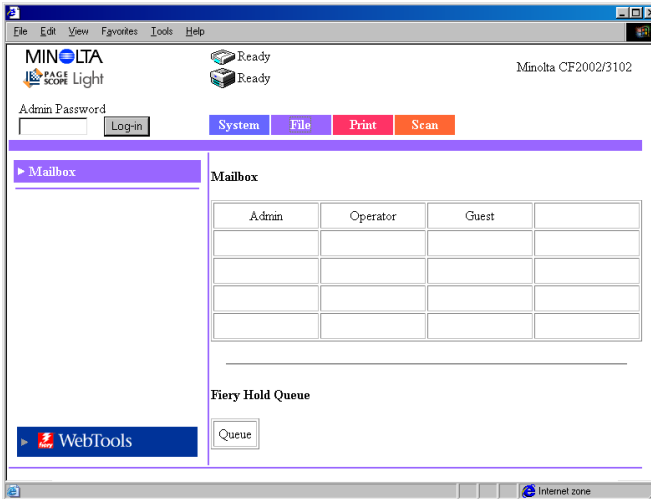 File Edit View Favorites Tools Help
MINOLTA
PAGE SCOPE Light
Ready
Ready
Minolta CF2002/3102
Admin Password
Log-in
System File Print Scan
Mailbox
Mailbox
Admin Operator Guest
Fiery Hold Queue
Queue
fiery WebTools
Internet zone